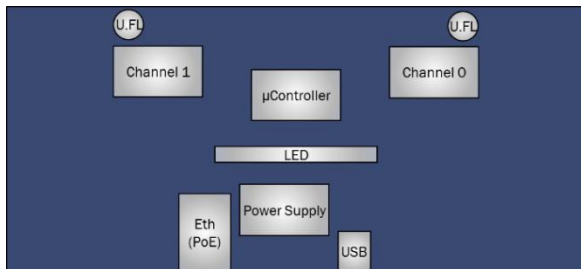 U.FL
U.FL
Channel 1
Channel 0
µController
LED
Power Supply
Eth
(PoE)
USB